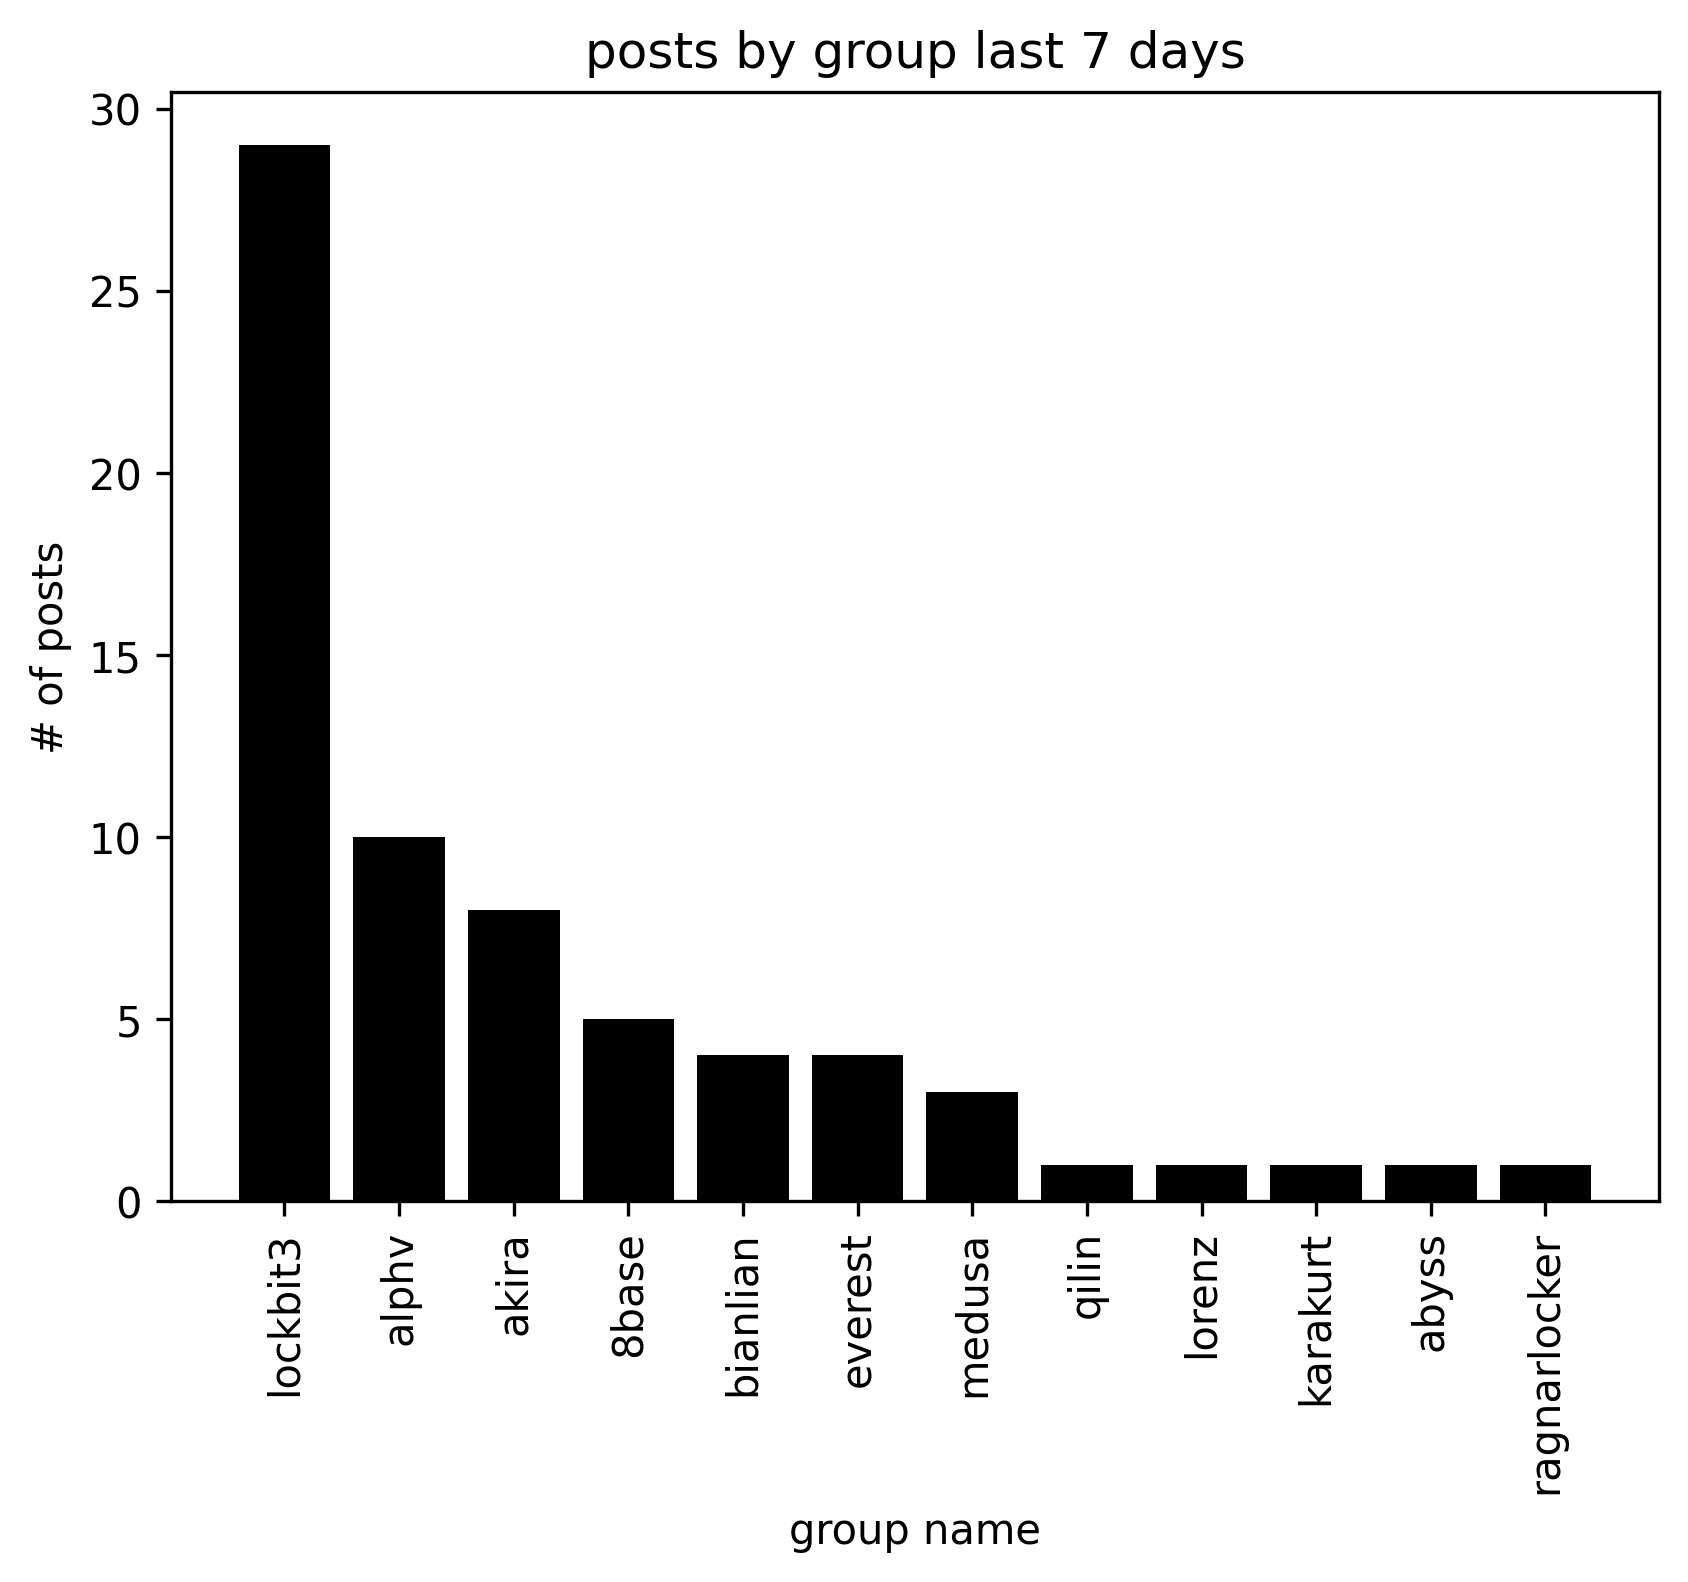 posts by group last 7 days
30
25
20
15
10
5
0
# of posts
lockbit3
alphv
akira
8base
bianlian
everest
medusa
qilin
lorenz
karakurt
abyss
ragnarlocker
group name